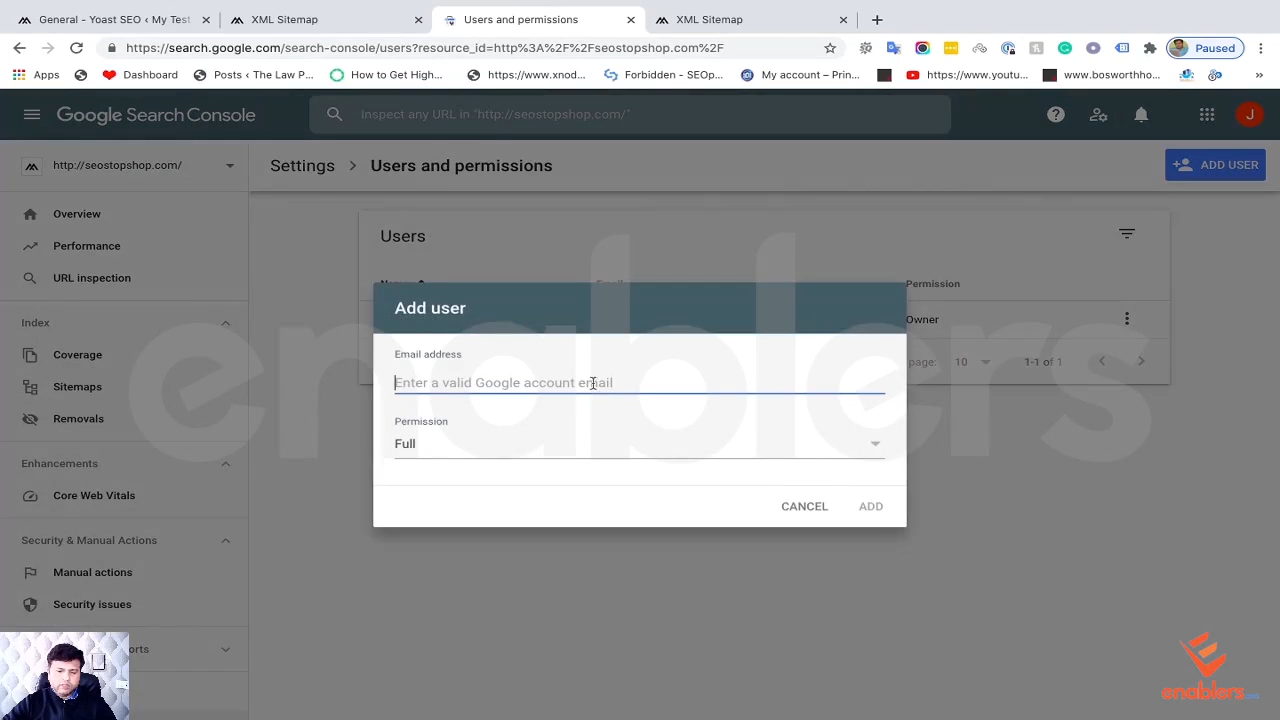 General - Yoast SEO ‹ My Test
XML Sitemap
Users and permissions
XML Sitemap
https://search.google.com/search-console/users?resource_id=http%3A%2F%2Fseostopshop.com%2F
Paused
Apps
Dashboard
Posts ‹ The Law P...
How to Get High...
https://www.xnod...
Forbidden - SEOp...
My account – Prin...
https://www.youtu...
www.bosworthho...
»
Google Search Console
Inspect any URL in "http://seostopshop.com/"
J
http://seostopshop.com/
Settings > Users and permissions
ADD USER
Overview
Performance
URL inspection
Index
Coverage
Sitemaps
Removals
Enhancements
Core Web Vitals
Security & Manual Actions
Manual actions
Security issues
Users
Permission
Owner
page: 10 1-1 of 1
Add user
Email address
Enter a valid Google account email
Permission
Full
CANCEL ADD
enablers
enablers